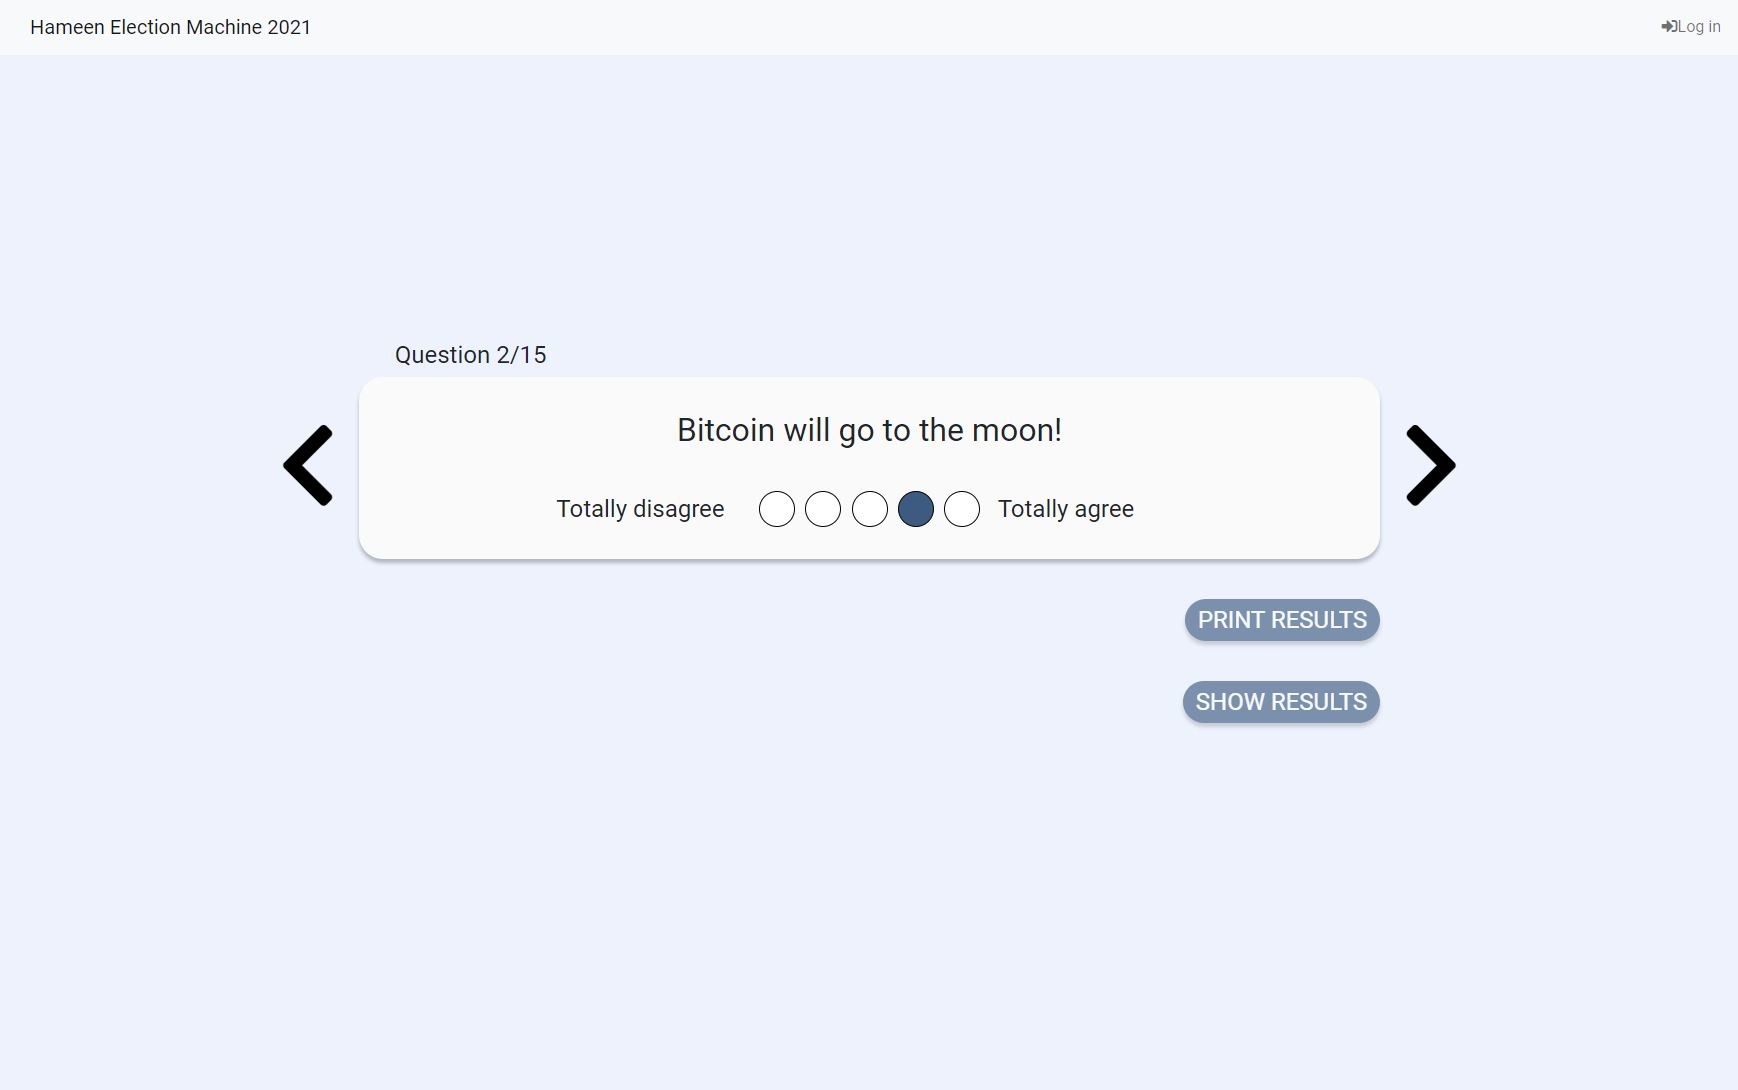 Hameen Election Machine 2021
Log in
Question 2/15
Bitcoin will go to the moon!
Totally disagree Totally agree
PRINT RESULTS
SHOW RESULTS